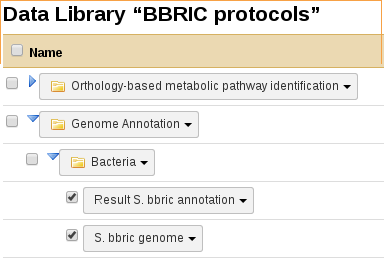 Data Library “BBRIC protocols”
Name
Orthology-based metabolic pathway identification
Genome Annotation
Bacteria
Result S. bbric annotation
S. bbric genome